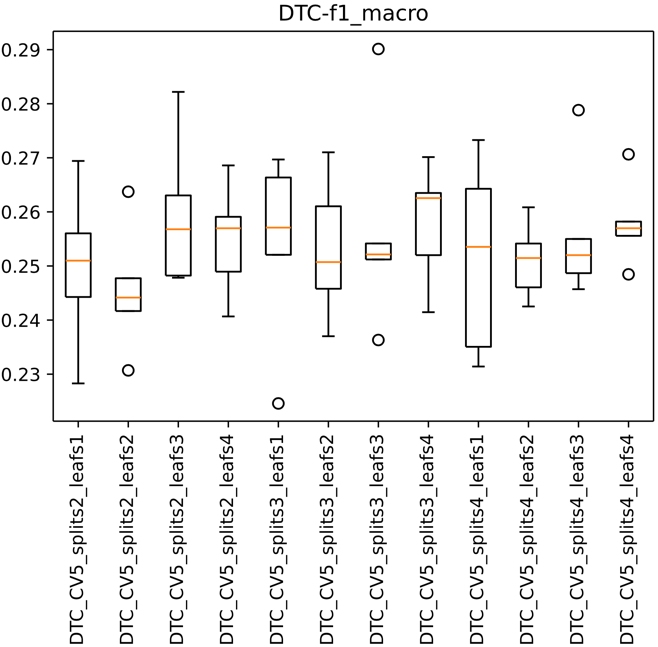 DTC-f1_macro
0.29
0.28
0.27
0.26
0.25
0.24
0.23
DTC_CV5_splits2_leafs1
DTC_CV5_splits2_leafs2
DTC_CV5_splits2_leafs3
DTC_CV5_splits2_leafs4
DTC_CV5_splits3_leafs1
DTC_CV5_splits3_leafs2
DTC_CV5_splits3_leafs3
DTC_CV5_splits3_leafs4
DTC_CV5_splits4_leafs1
DTC_CV5_splits4_leafs2
DTC_CV5_splits4_leafs3
DTC_CV5_splits4_leafs4